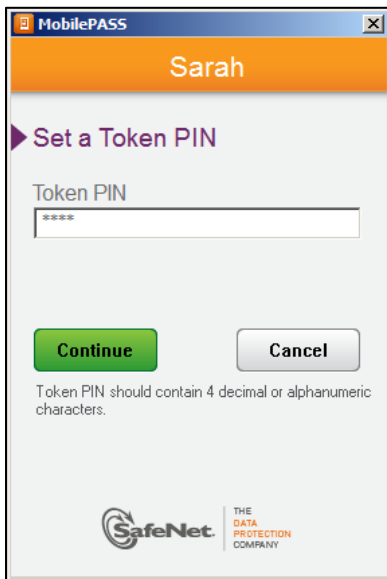 MobilePASS
Sarah
Set a Token PIN
Token PIN
****
Continue
Cancel
Token PIN should contain 4 decimal or alphanumeric
characters.
SafeNet.
THE
DATA
PROTECTION
COMPANY